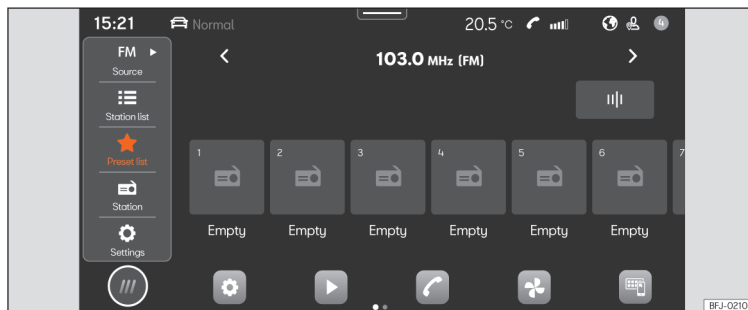 15:21 Normal 20.5 °C 4
FM
Source
103.0 MHz (FM)
Station list
Preset list
1 2 3 4 5 6 7
Station
Empty Empty Empty Empty Empty Empty
Settings
BFJ-0210